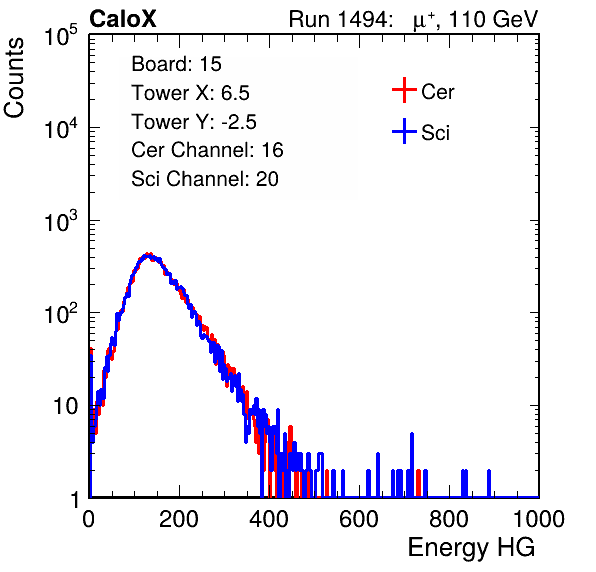 CaloX Run 1494: μ⁺, 110 GeV
Board: 15
Tower X: 6.5
Tower Y: -2.5
Cer Channel: 16
Sci Channel: 20
Cer
Sci
Counts
10⁵
10⁴
10³
10²
10
1
0 200 400 600 800 1000
Energy HG